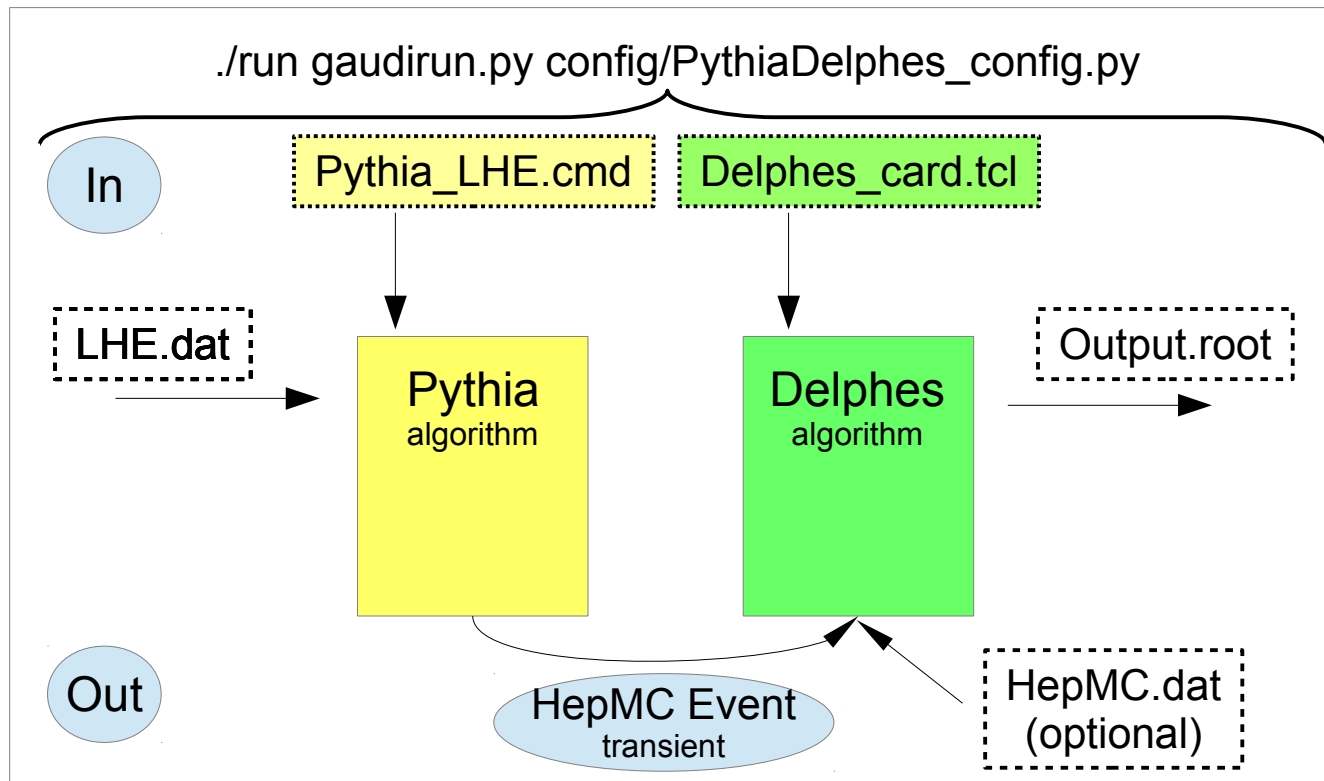 ./run gaudirun.py config/PythiaDelphes_config.py
In
Pythia_LHE.cmd
Delphes_card.tcl
LHE.dat
Output.root
Pythia
algorithm
Delphes
algorithm
Out
HepMC Event
transient
HepMC.dat
(optional)